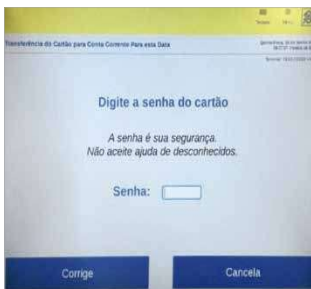 Transferência do Cartão para Conta Corrente Para esta Data
Digite a senha do cartão
A senha é sua segurança.
Não aceite ajuda de desconhecidos.
Senha:
Corrige
Cancela